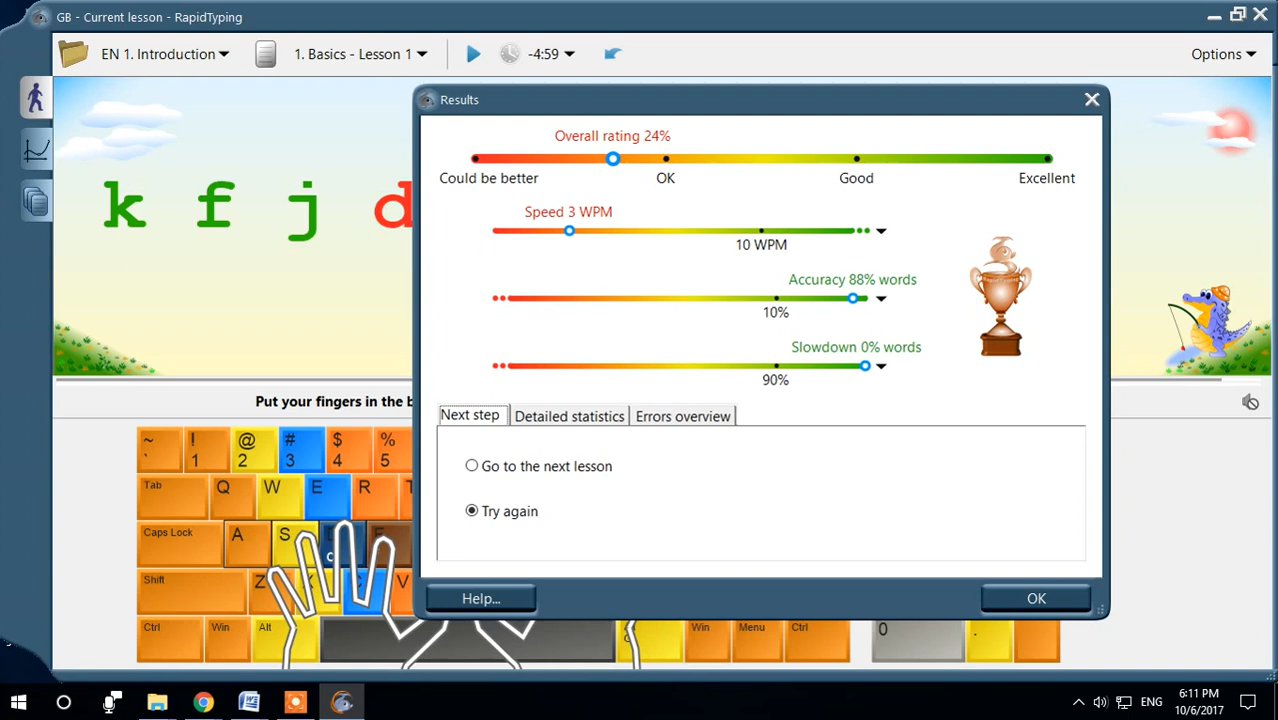 GB - Current lesson - RapidTyping
EN 1. Introduction
1. Basics - Lesson 1
-4:59
Options
k f j d
Results
Overall rating 24%
Could be better OK Good Excellent
Speed 3 WPM
10 WPM
Accuracy 88% words
10%
Slowdown 0% words
90%
Next step Detailed statistics Errors overview
Go to the next lesson
Try again
Help... OK
Put your fingers in the
~ ! @ # $ %
` 1 2 3 4 5
Tab Q W E R
Caps Lock A S
Shift Z V
Ctrl Win Alt Win Menu Ctrl 0 .
ENG
6:11 PM
10/6/2017